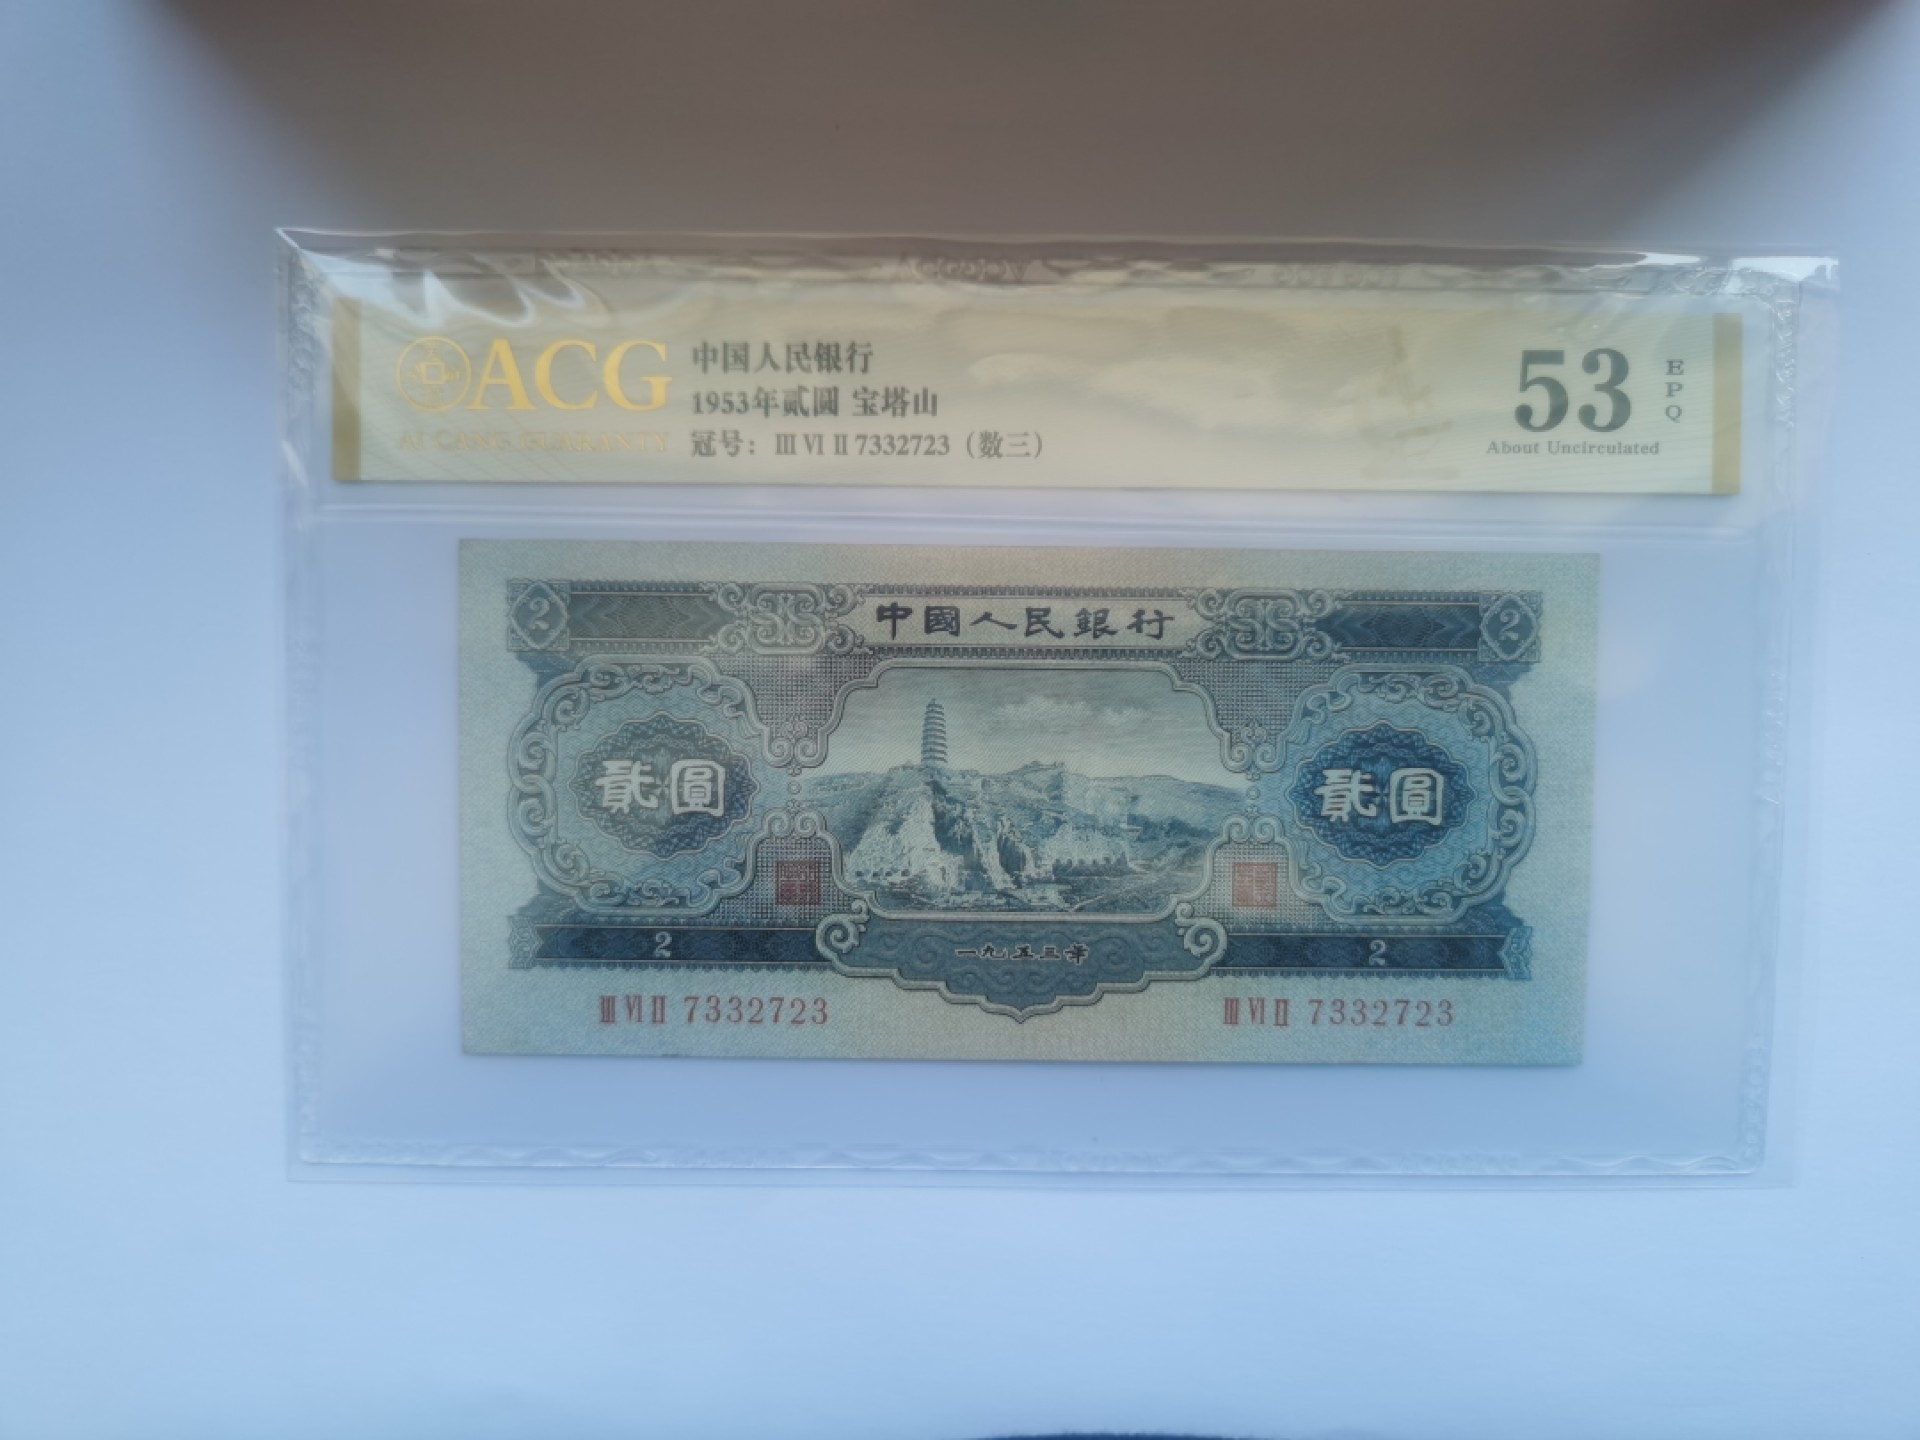 ACG
AI CANG GUARANTY
中国人民银行
1953年贰圆 宝塔山
冠号：Ⅲ Ⅵ Ⅱ 7332723（数三）
53
EPQ
About Uncirculated
2
中國人民銀行
2
貳圓
貳圓
2
一九五三年
2
Ⅲ Ⅵ Ⅱ 7332723
Ⅲ Ⅵ Ⅱ 7332723